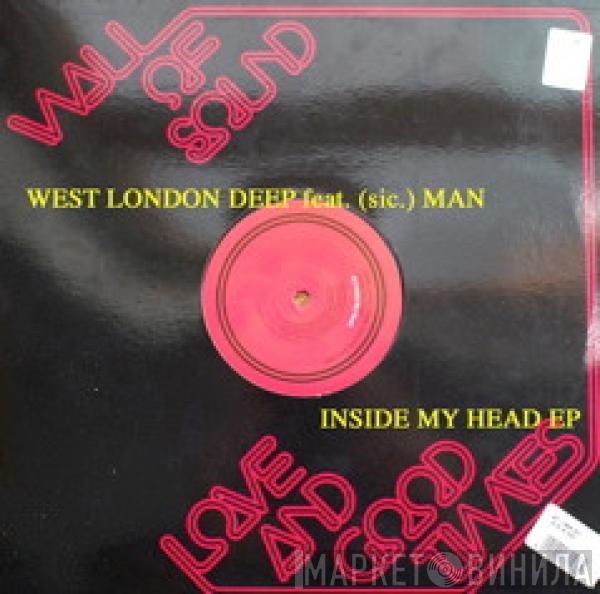 WALL
OF
SOUND
WEST LONDON DEEP feat. (sic.) MAN
INSIDE MY HEAD EP
LOVE
AND
GOOD
TIMES
МАРКЕТ ВИНИЛА